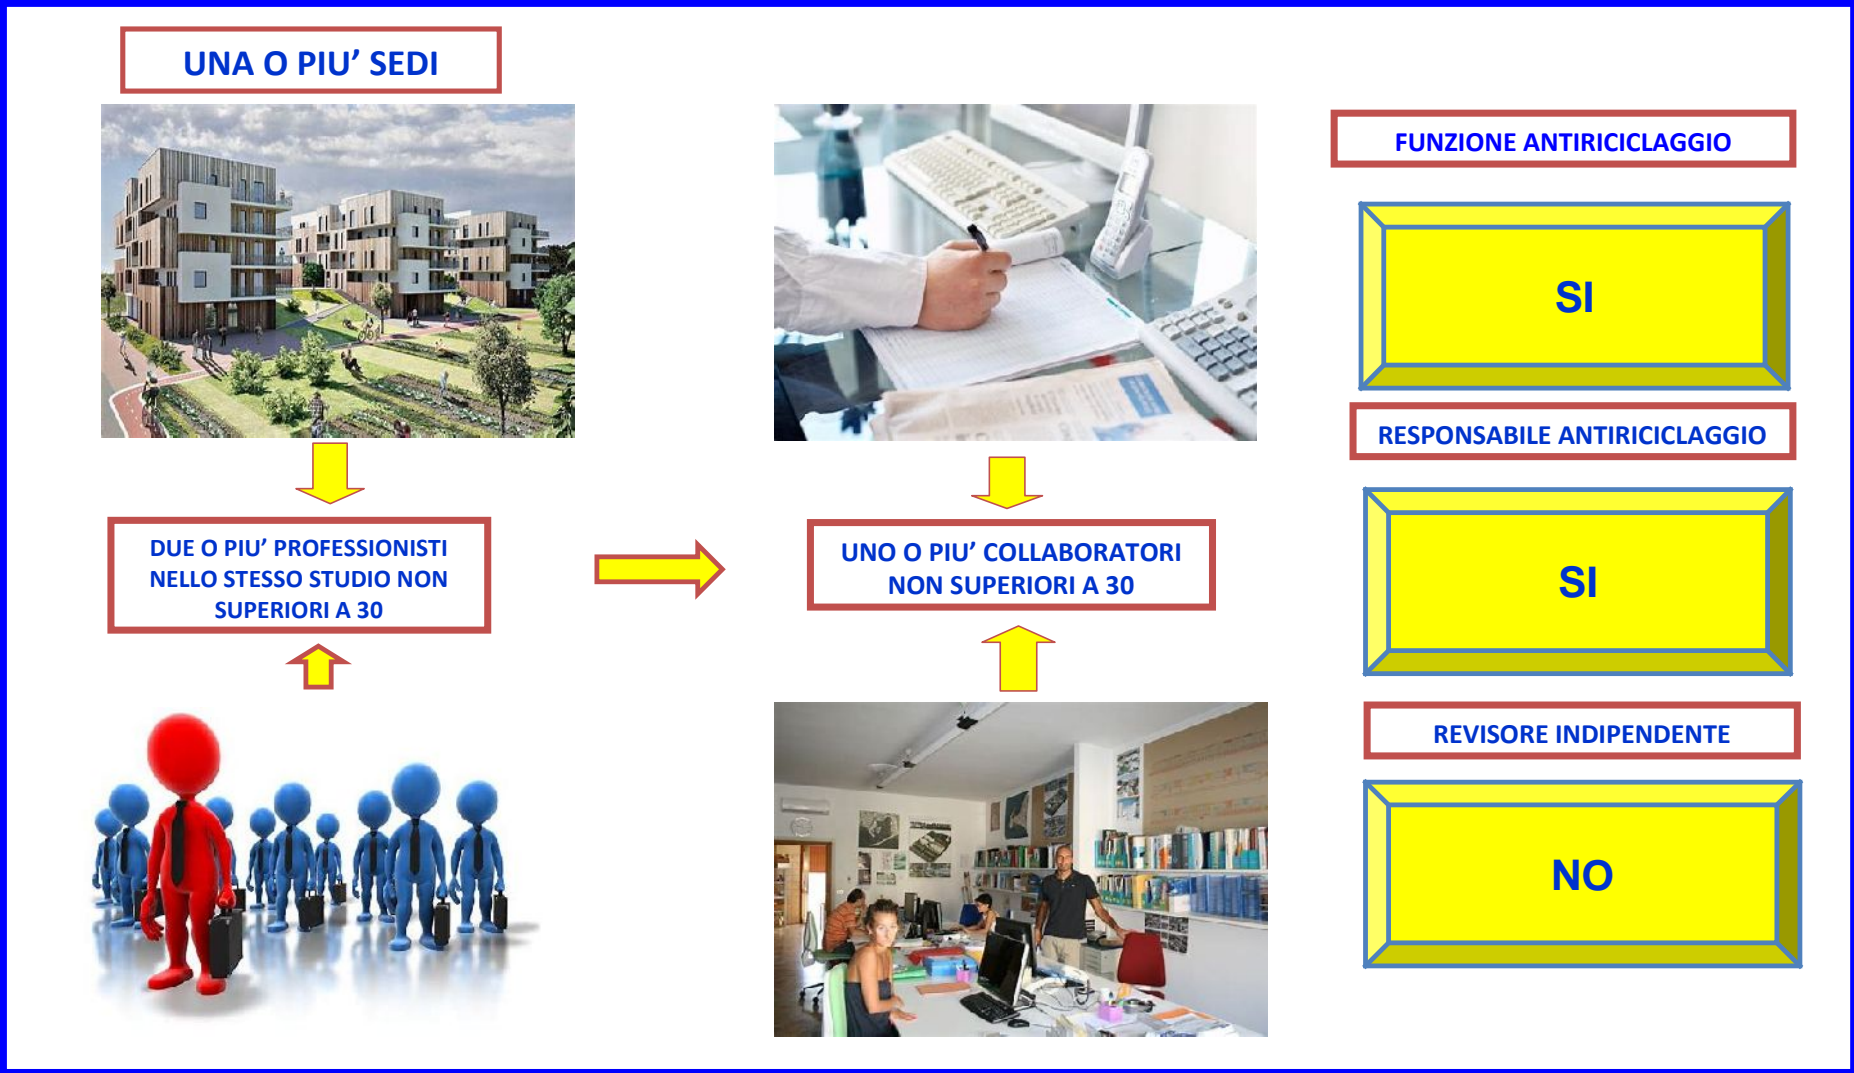 UNA O PIU’ SEDI
DUE O PIU’ PROFESSIONISTI
NELLO STESSO STUDIO NON
SUPERIORI A 30
UNO O PIU’ COLLABORATORI
NON SUPERIORI A 30
FUNZIONE ANTIRICICLAGGIO
SI
RESPONSABILE ANTIRICICLAGGIO
SI
REVISORE INDIPENDENTE
NO